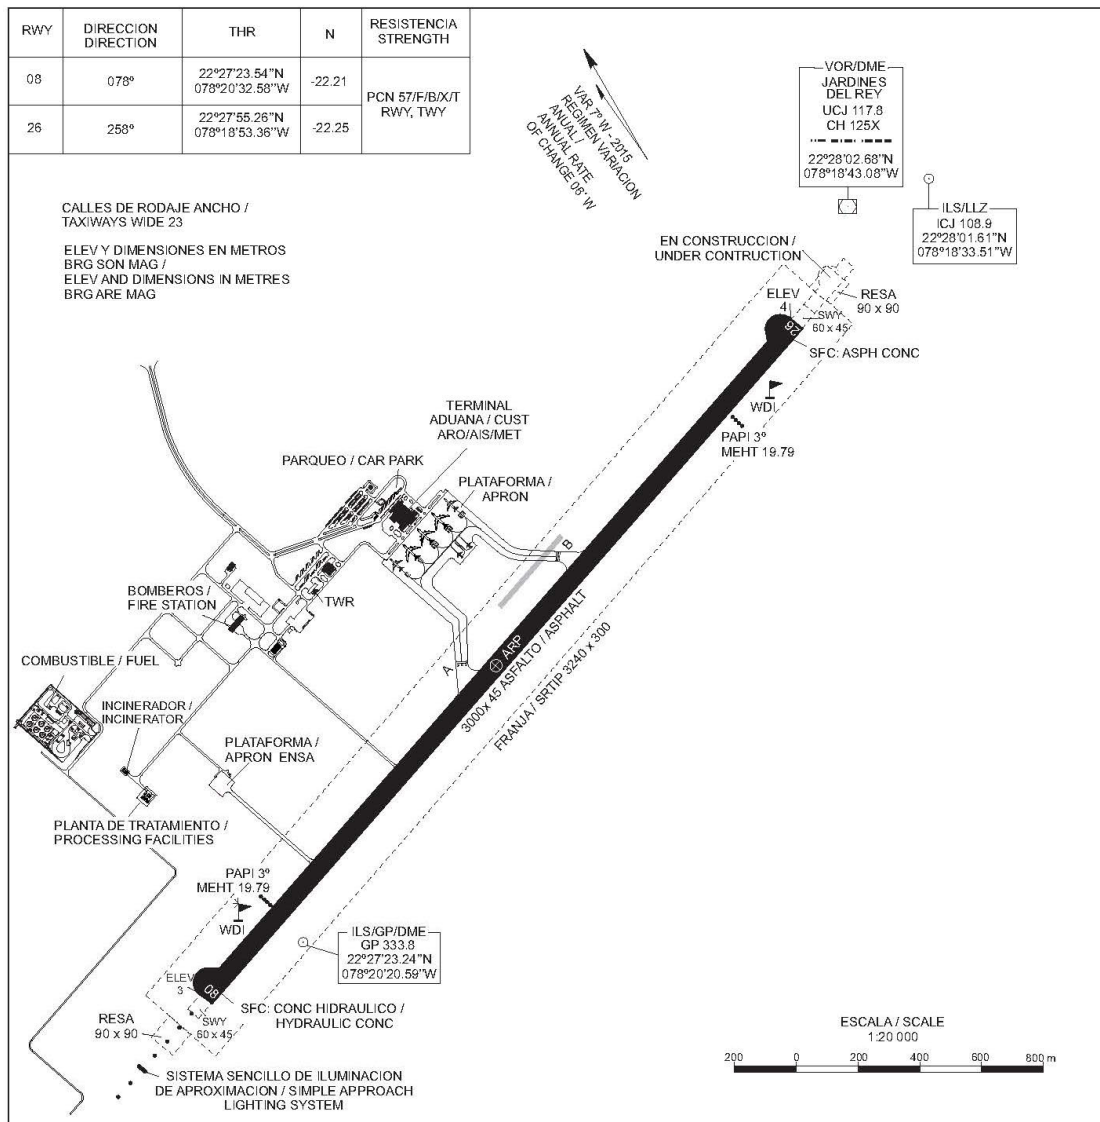 RWY
DIRECCION
DIRECTION
THR
N
RESISTENCIA
STRENGTH
08
078º
22º27'23.54"N
078º20'32.58"W
-22.21
PCN 57/F/B/X/T
RWY, TWY
26
258º
22º27'55.26"N
078º18'53.36"W
-22.25
VAR 7º W - 2015
REGIMEN VARIACION
ANUAL /
ANNUAL RATE
OF CHANGE 06' W
VOR/DME
JARDINES
DEL REY
UCJ 117.8
CH 125X
22º28'02.68"N
078º18'43.08"W
ILS/LLZ
ICJ 108.9
22º28'01.61"N
078º18'33.51"W
CALLES DE RODAJE ANCHO /
TAXIWAYS WIDE 23
ELEV Y DIMENSIONES EN METROS
BRG SON MAG /
ELEV AND DIMENSIONS IN METRES
BRG ARE MAG
EN CONSTRUCCION /
UNDER CONTRUCTION
RESA
90 x 90
ELEV
4
26
SWY
60 x 45
SFC: ASPH CONC
WDI
PAPI 3º
MEHT 19.79
TERMINAL
ADUANA / CUST
ARO/AIS/MET
PARQUEO / CAR PARK
PLATAFORMA /
APRON
B
BOMBEROS /
FIRE STATION
TWR
A
ARP
3000x 45 ASFALTO / ASPHALT
FRANJA / SRTIP 3240 x 300
COMBUSTIBLE / FUEL
INCINERADOR /
INCINERATOR
PLATAFORMA /
APRON ENSA
PLANTA DE TRATAMIENTO /
PROCESSING FACILITIES
PAPI 3º
MEHT 19.79
WDI
ILS/GP/DME
GP 333.8
22º27'23.24"N
078º20'20.59"W
ELEV
3
08
SFC: CONC HIDRAULICO /
HYDRAULIC CONC
RESA
90 x 90
SWY
60 x 45
SISTEMA SENCILLO DE ILUMINACION
DE APROXIMACION / SIMPLE APPROACH
LIGHTING SYSTEM
ESCALA / SCALE
1:20 000
200 0 200 400 600 800 m